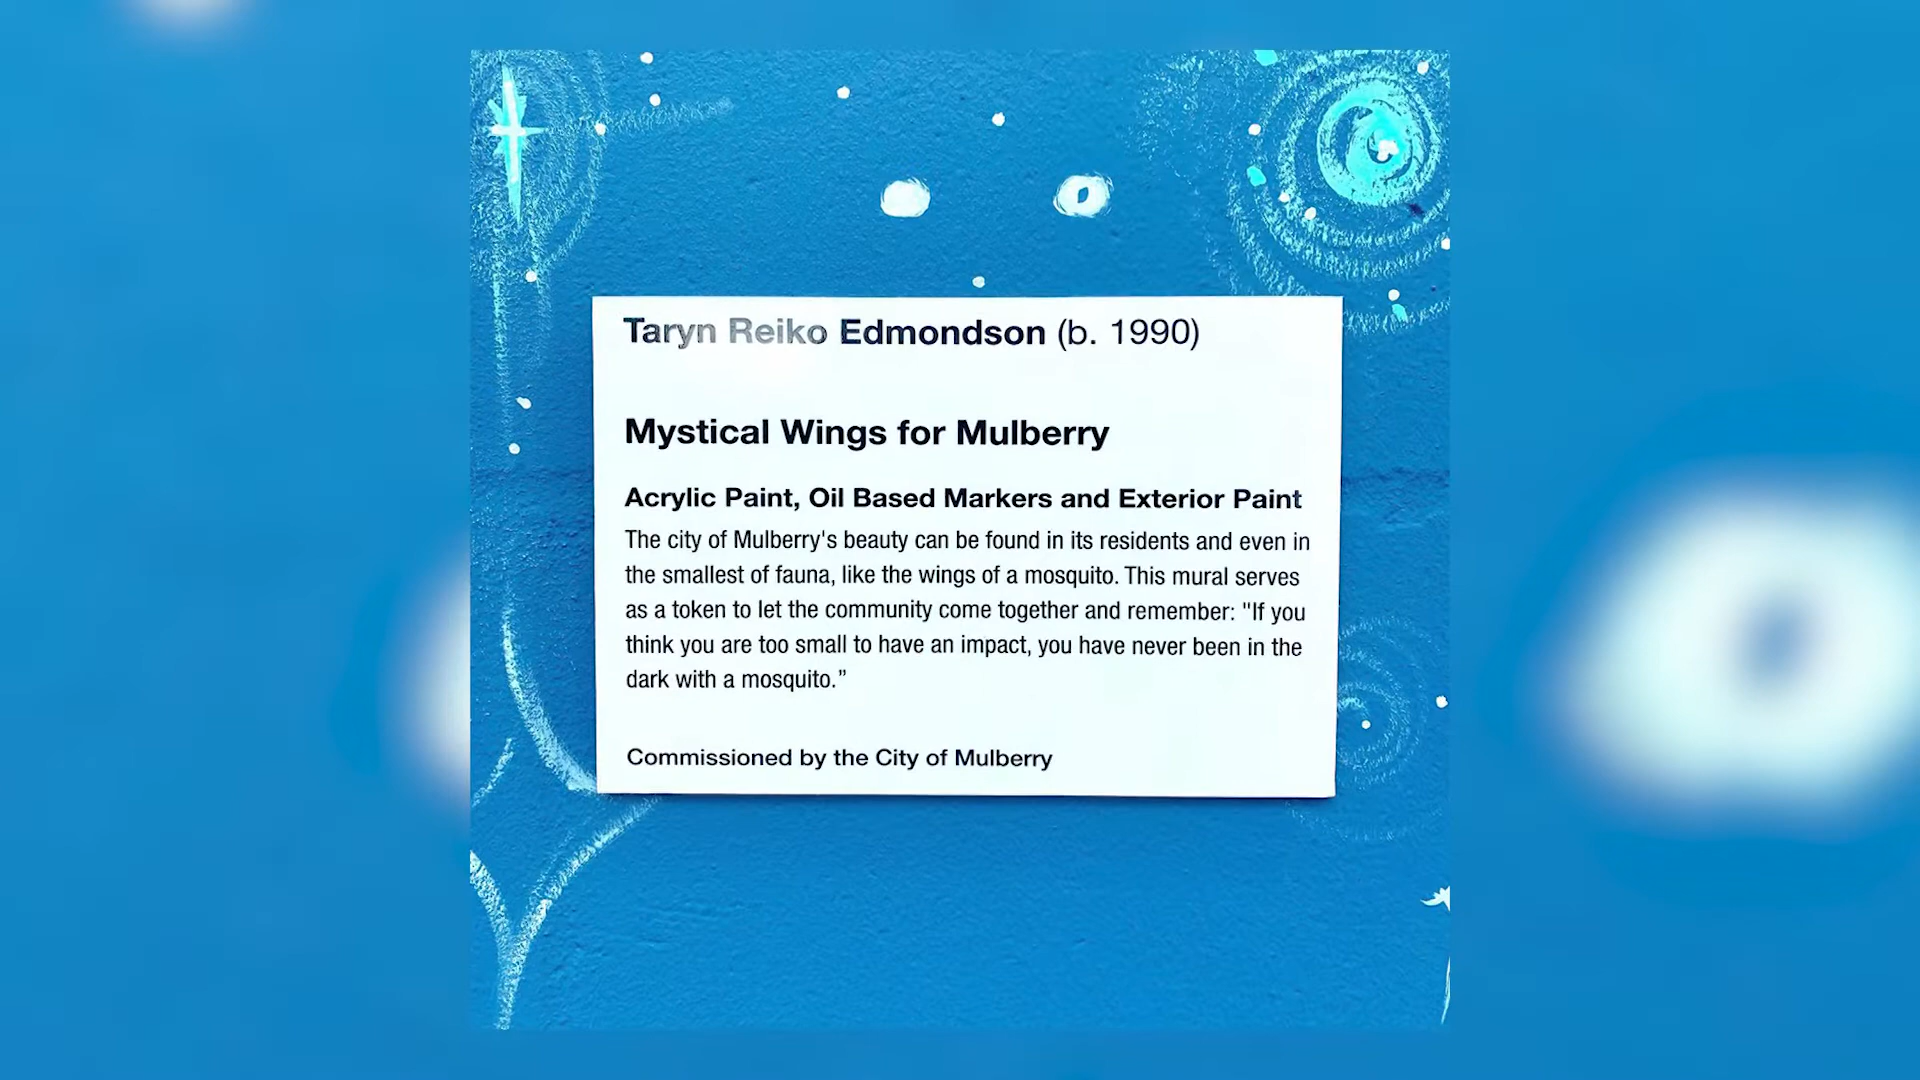 Taryn Reiko Edmondson (b. 1990)
Mystical Wings for Mulberry
Acrylic Paint, Oil Based Markers and Exterior Paint
The city of Mulberry's beauty can be found in its residents and even in
the smallest of fauna, like the wings of a mosquito. This mural serves
as a token to let the community come together and remember: "If you
think you are too small to have an impact, you have never been in the
dark with a mosquito.”
Commissioned by the City of Mulberry